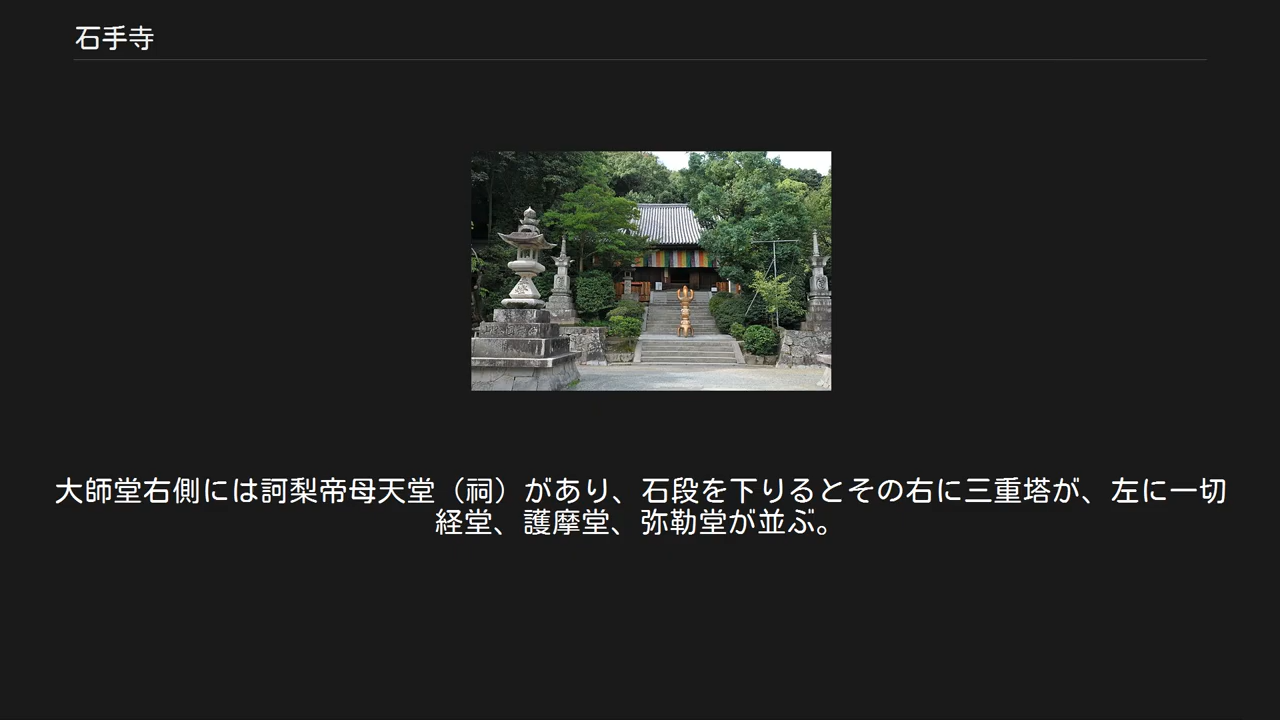 石手寺
大師堂右側には訶梨帝母天堂（祠）があり、石段を下りるとその右に三重塔が、左に一切
経堂、護摩堂、弥勒堂が並ぶ。